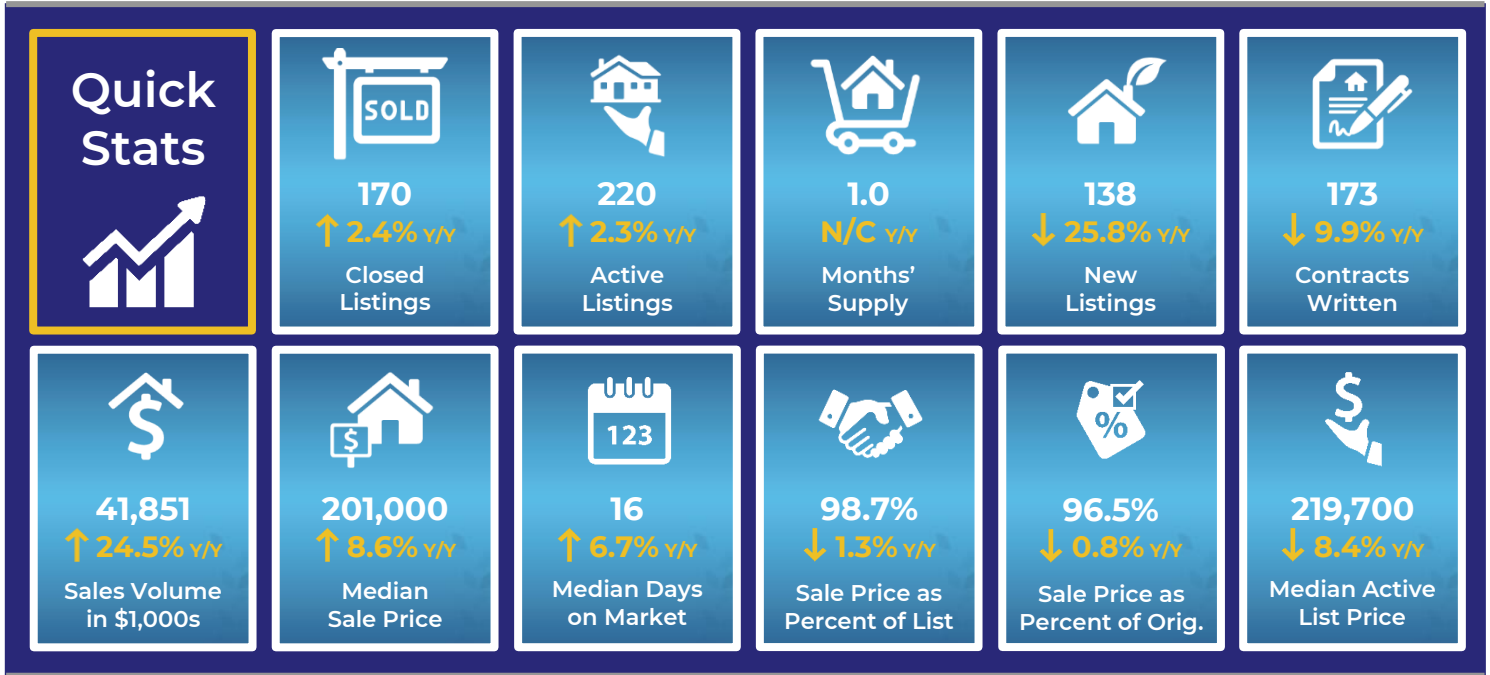 Quick
Stats
SOLD
170
↑ 2.4% Y/Y
Closed
Listings
220
↑ 2.3% Y/Y
Active
Listings
1.0
N/C Y/Y
Months’
Supply
138
↓ 25.8% Y/Y
New
Listings
173
↓ 9.9% Y/Y
Contracts
Written
$
41,851
↑ 24.5% Y/Y
Sales Volume
in $1,000s
$
201,000
↑ 8.6% Y/Y
Median
Sale Price
123
16
↑ 6.7% Y/Y
Median Days
on Market
98.7%
↓ 1.3% Y/Y
Sale Price as
Percent of List
%
96.5%
↓ 0.8% Y/Y
Sale Price as
Percent of Orig.
$
219,700
↓ 8.4% Y/Y
Median Active
List Price